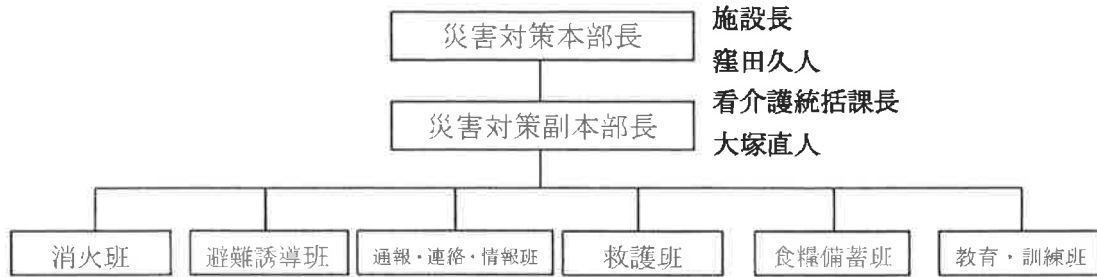 災害対策本部長
施設長
窪田久人
災害対策副本部長
看介護統括課長
大塚直人
消火班
避難誘導班
通報・連絡・情報班
救護班
食糧備蓄班
教育・訓練班